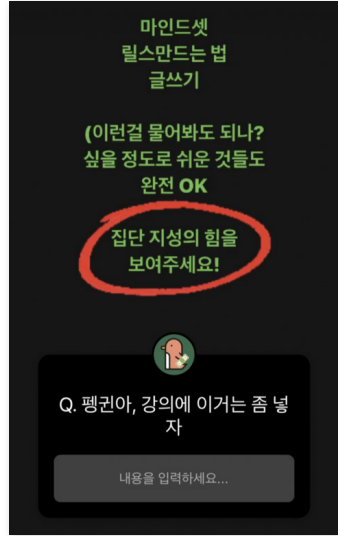 마인드셋
릴스만드는 법
글쓰기
(이런걸 물어봐도 되나?
싶을 정도로 쉬운 것들도
완전 OK
집단 지성의 힘을
보여주세요!
Q. 펭귄아, 강의에 이거는 좀 넣
자
내용을 입력하세요...